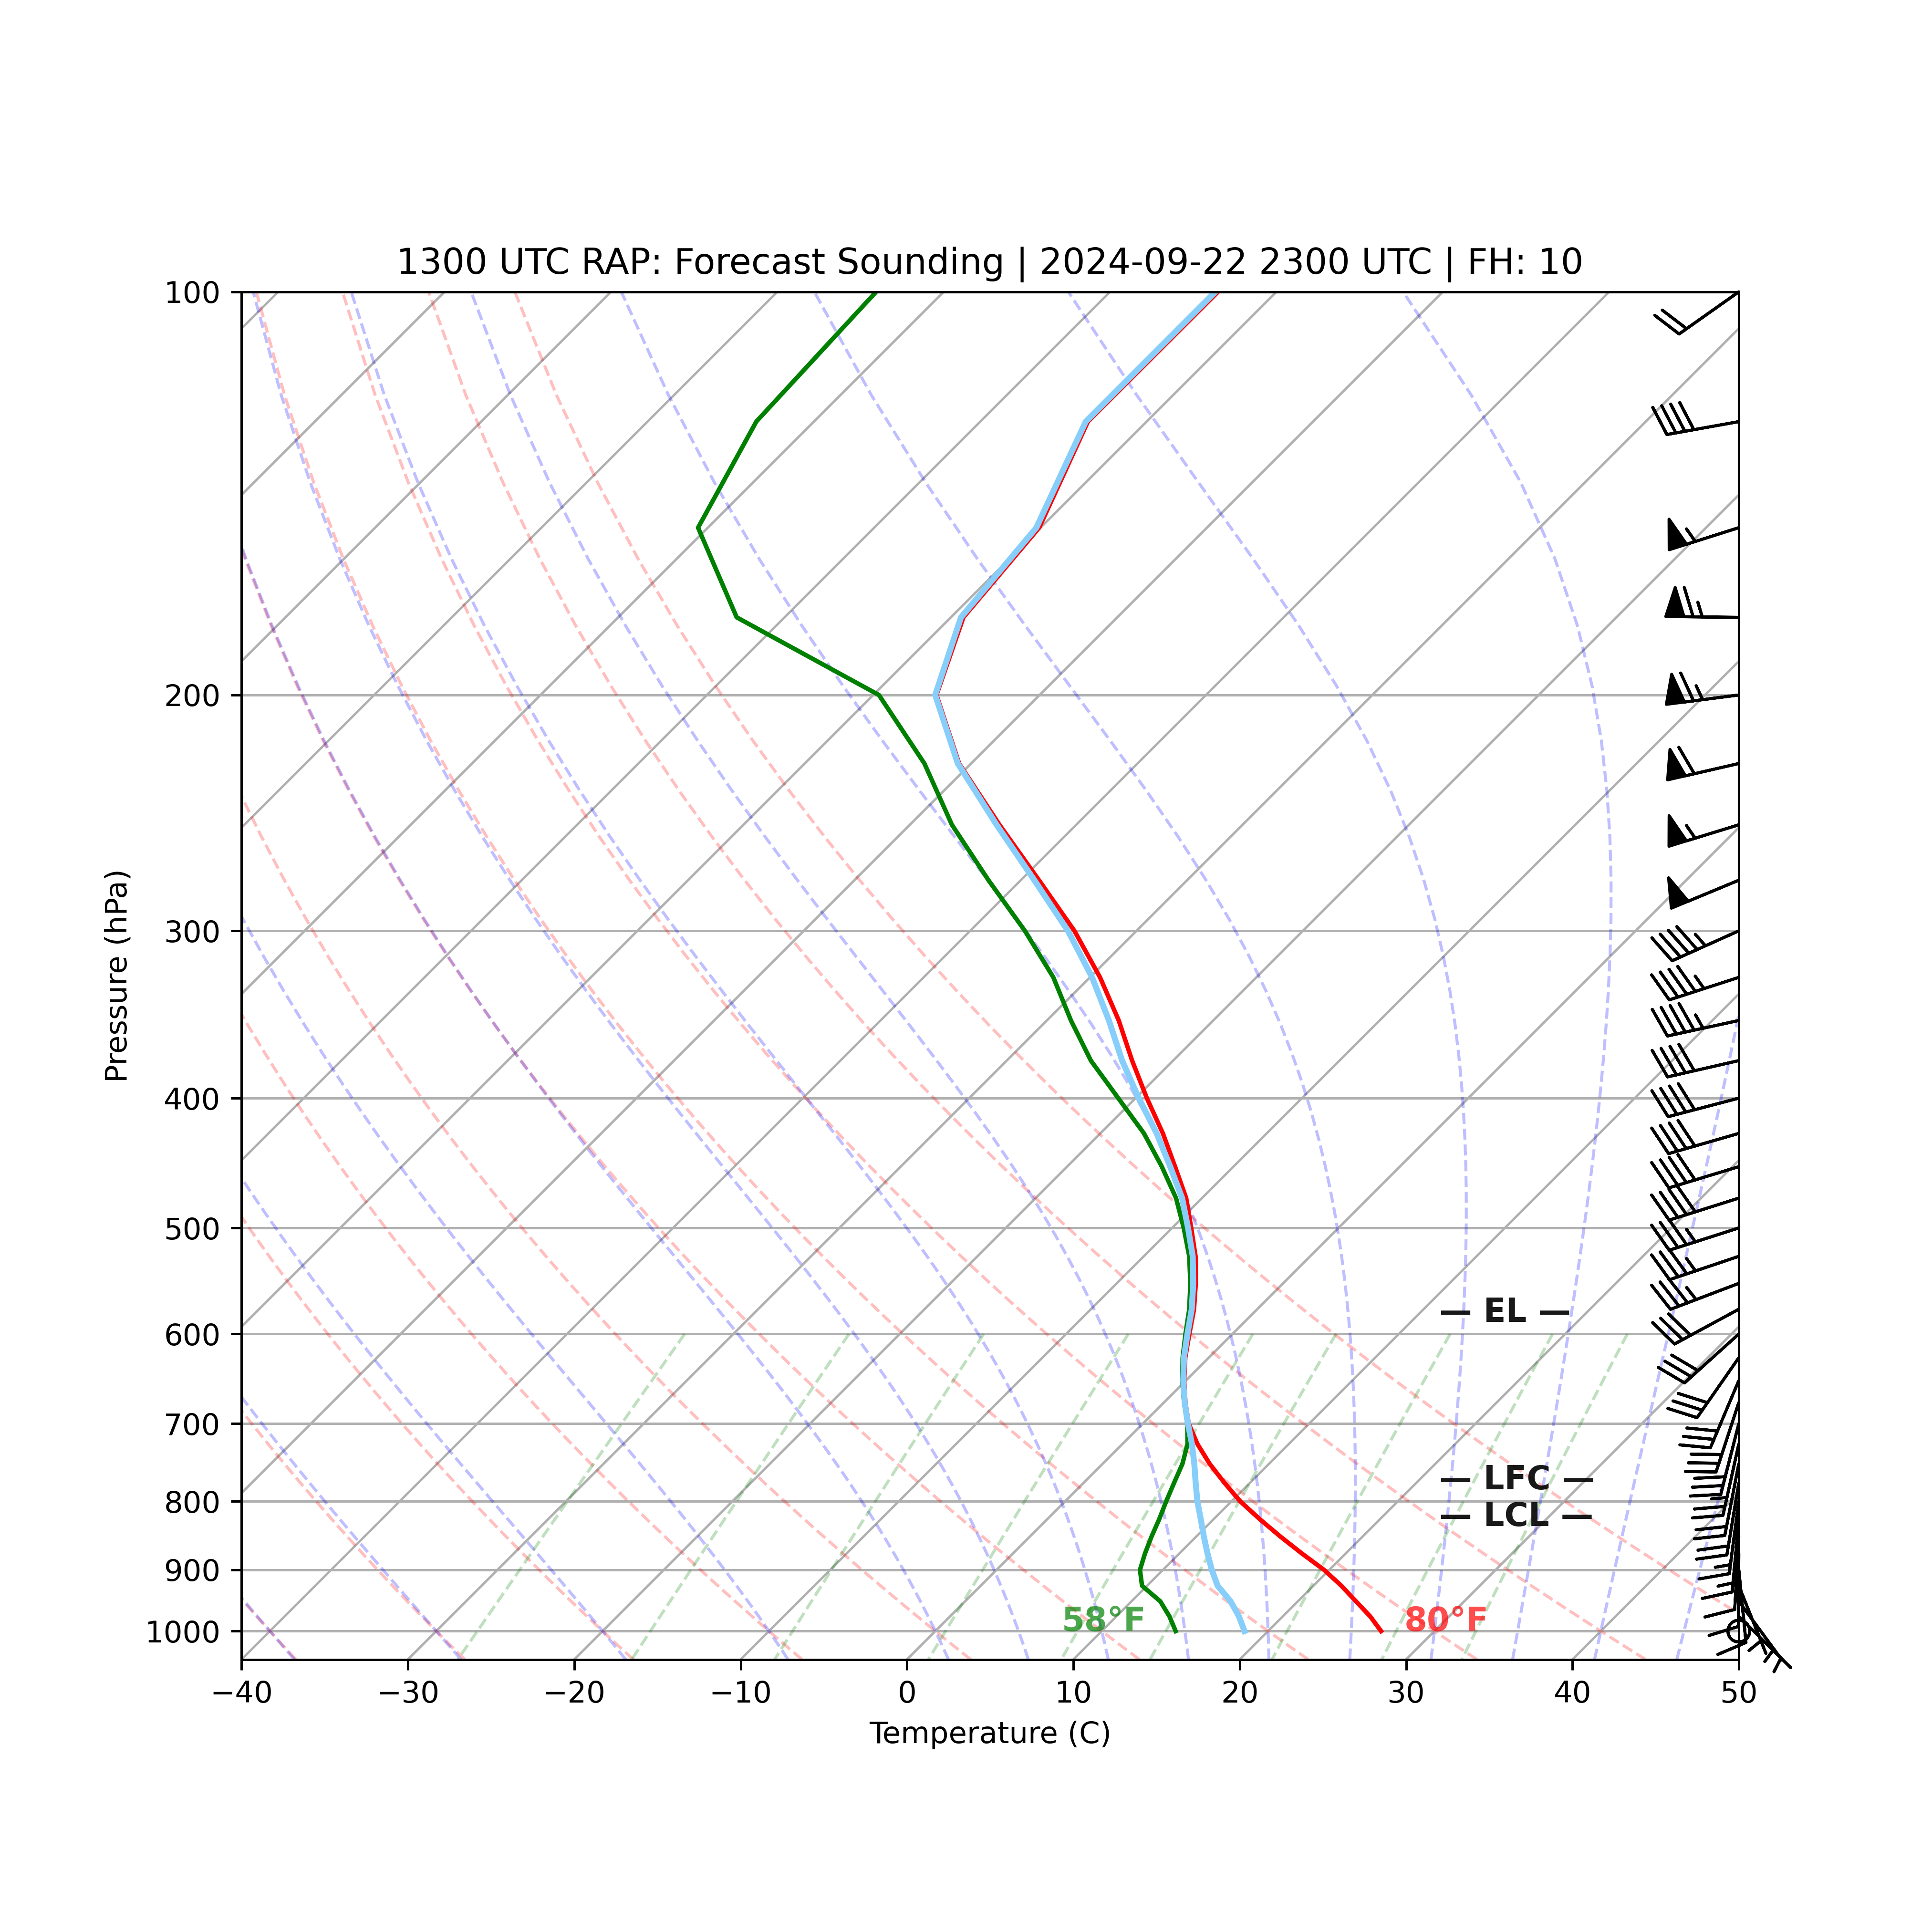 1300 UTC RAP: Forecast Sounding | 2024-09-22 2300 UTC | FH: 10
100
200
300
400
500
600
700
800
900
1000
Pressure (hPa)
— EL —
— LFC —
— LCL —
58°F
80°F
−40 −30 −20 −10 0 10 20 30 40 50
Temperature (C)